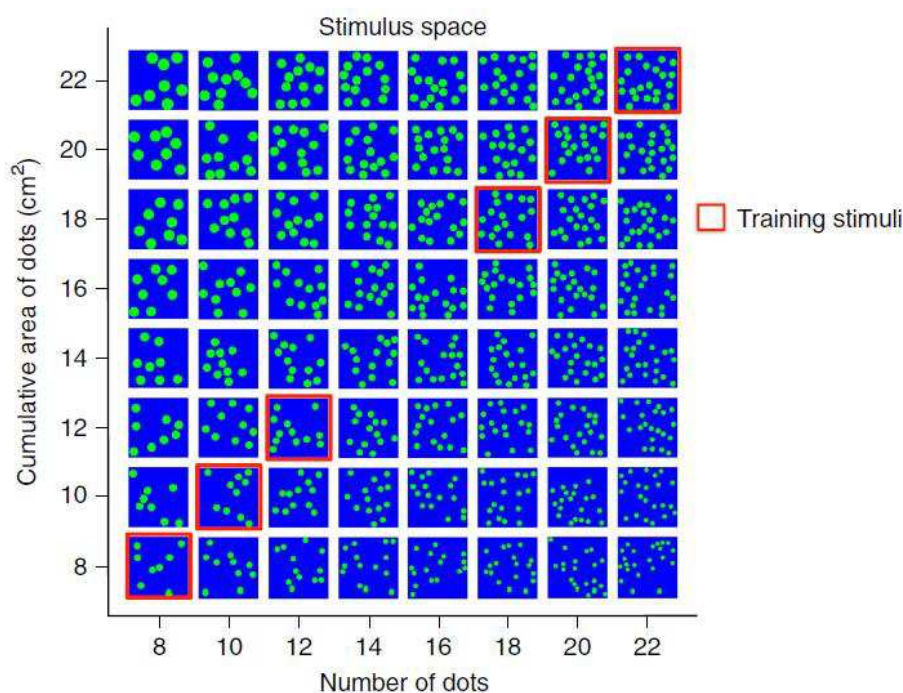 Stimulus space
Cumulative area of dots (cm²)
22
20
18
16
14
12
10
8
Training stimuli
8 10 12 14 16 18 20 22
Number of dots